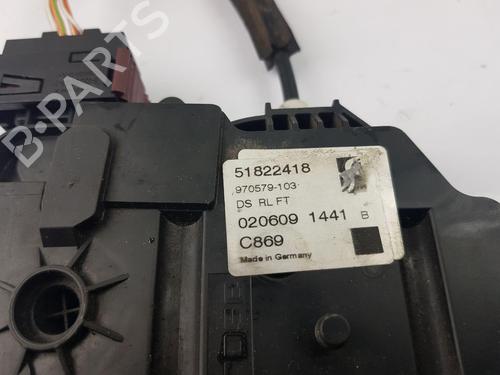 51822418
970579-103
DS RL FT
020609 1441 B
C869
Made in Germany
B-PARTS